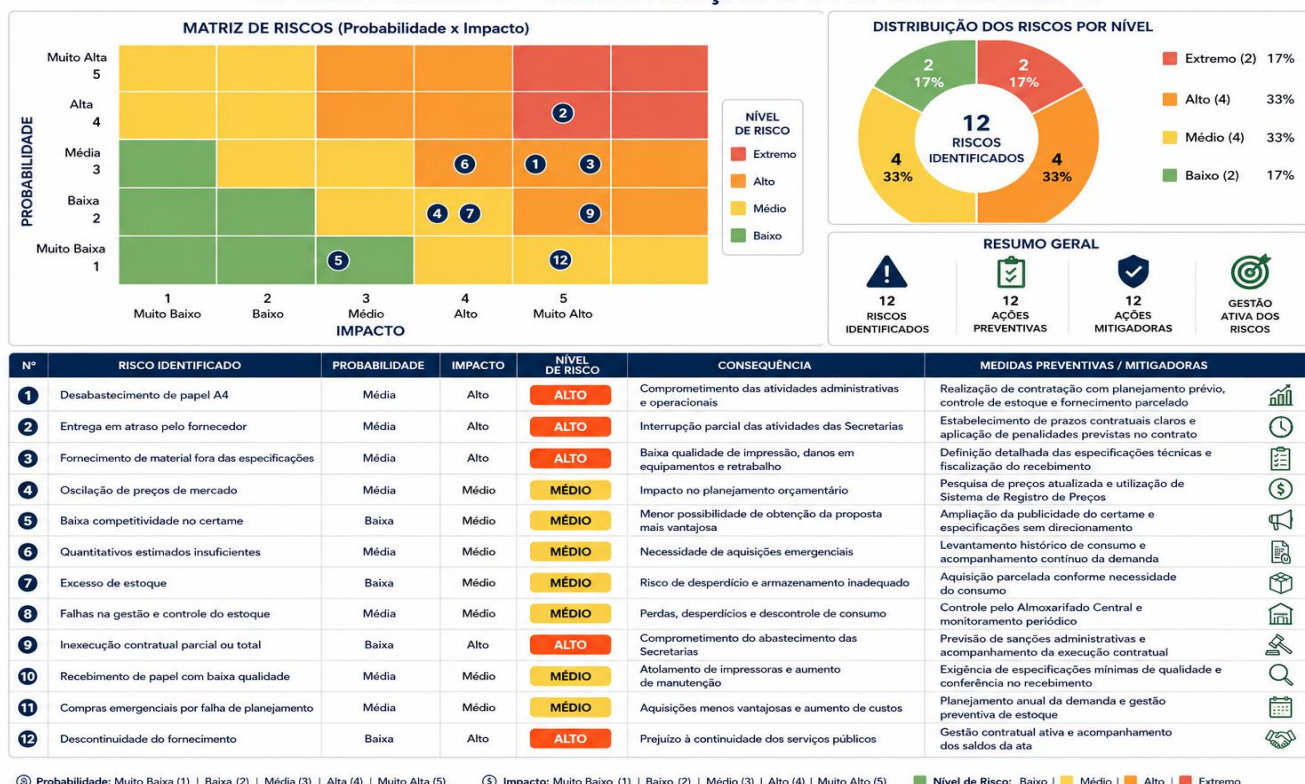 MATRIZ DE RISCOS (Probabilidade x Impacto)
PROBABILIDADE
Muito Alta
5
Alta
4
2
Média
3
6 1 3
Baixa
2
4 7 9
Muito Baixa
1
5 12
1 2 3 4 5
Muito Baixo Baixo Médio Alto Muito Alto
IMPACTO
NÍVEL
DE RISCO
Extremo
Alto
Médio
Baixo
DISTRIBUIÇÃO DOS RISCOS POR NÍVEL
2
17%
2
17%
4
33%
4
33%
12
RISCOS
IDENTIFICADOS
Extremo (2) 17%
Alto (4) 33%
Médio (4) 33%
Baixo (2) 17%
RESUMO GERAL
12
RISCOS
IDENTIFICADOS
12
AÇÕES
PREVENTIVAS
12
AÇÕES
MITIGADORAS
GESTÃO
ATIVA DOS
RISCOS
Nº RISCO IDENTIFICADO PROBABILIDADE IMPACTO NÍVEL DE RISCO CONSEQUÊNCIA MEDIDAS PREVENTIVAS / MITIGADORAS
1 Desabastecimento de papel A4 Média Alto ALTO Comprometimento das atividades administrativas
e operacionais
Realização de contratação com planejamento prévio,
controle de estoque e fornecimento parcelado
2 Entrega em atraso pelo fornecedor Média Alto ALTO Interrupção parcial das atividades das Secretarias
Estabelecimento de prazos contratuais claros e
aplicação de penalidades previstas no contrato
3 Fornecimento de material fora das especificações Média Alto ALTO Baixa qualidade de impressão, danos em
equipamentos e retrabalho
Definição detalhada das especificações técnicas e
fiscalização do recebimento
4 Oscilação de preços de mercado Média Médio MÉDIO Impacto no planejamento orçamentário
Pesquisa de preços atualizada e utilização de
Sistema de Registro de Preços
5 Baixa competitividade no certame Baixa Médio MÉDIO Menor possibilidade de obtenção da proposta
mais vantajosa
Ampliação da publicidade do certame e
especificações sem direcionamento
6 Quantitativos estimados insuficientes Média Médio MÉDIO Necessidade de aquisições emergenciais
Levantamento histórico de consumo e
acompanhamento contínuo da demanda
7 Excesso de estoque Baixa Médio MÉDIO Risco de desperdício e armazenamento inadequado
Aquisição parcelada conforme necessidade
do consumo
8 Falhas na gestão e controle do estoque Média Médio MÉDIO Perdas, desperdícios e descontrole de consumo
Controle pelo Almoxarifado Central e
monitoramento periódico
9 Inexecução contratual parcial ou total Baixa Alto ALTO Comprometimento do abastecimento das
Secretarias
Previsão de sanções administrativas e
acompanhamento da execução contratual
10 Recebimento de papel com baixa qualidade Média Médio MÉDIO Atolamento de impressoras e aumento
de manutenção
Exigência de especificações mínimas de qualidade e
conferência no recebimento
11 Compras emergenciais por falha de planejamento Média Médio MÉDIO Aquisições menos vantajosas e aumento de custos
Planejamento anual da demanda e gestão
preventiva de estoque
12 Descontinuidade do fornecimento Baixa Alto ALTO Prejuízo à continuidade dos serviços públicos
Gestão contratual ativa e acompanhamento
dos saldos da ata
Probabilidade: Muito Baixa (1) | Baixa (2) | Média (3) | Alta (4) | Muito Alta (5) $ Impacto: Muito Baixo (1) | Baixo (2) | Médio (3) | Alto (4) | Muito Alto (5) Nível de Risco: Baixo | Médio | Alto | Extremo